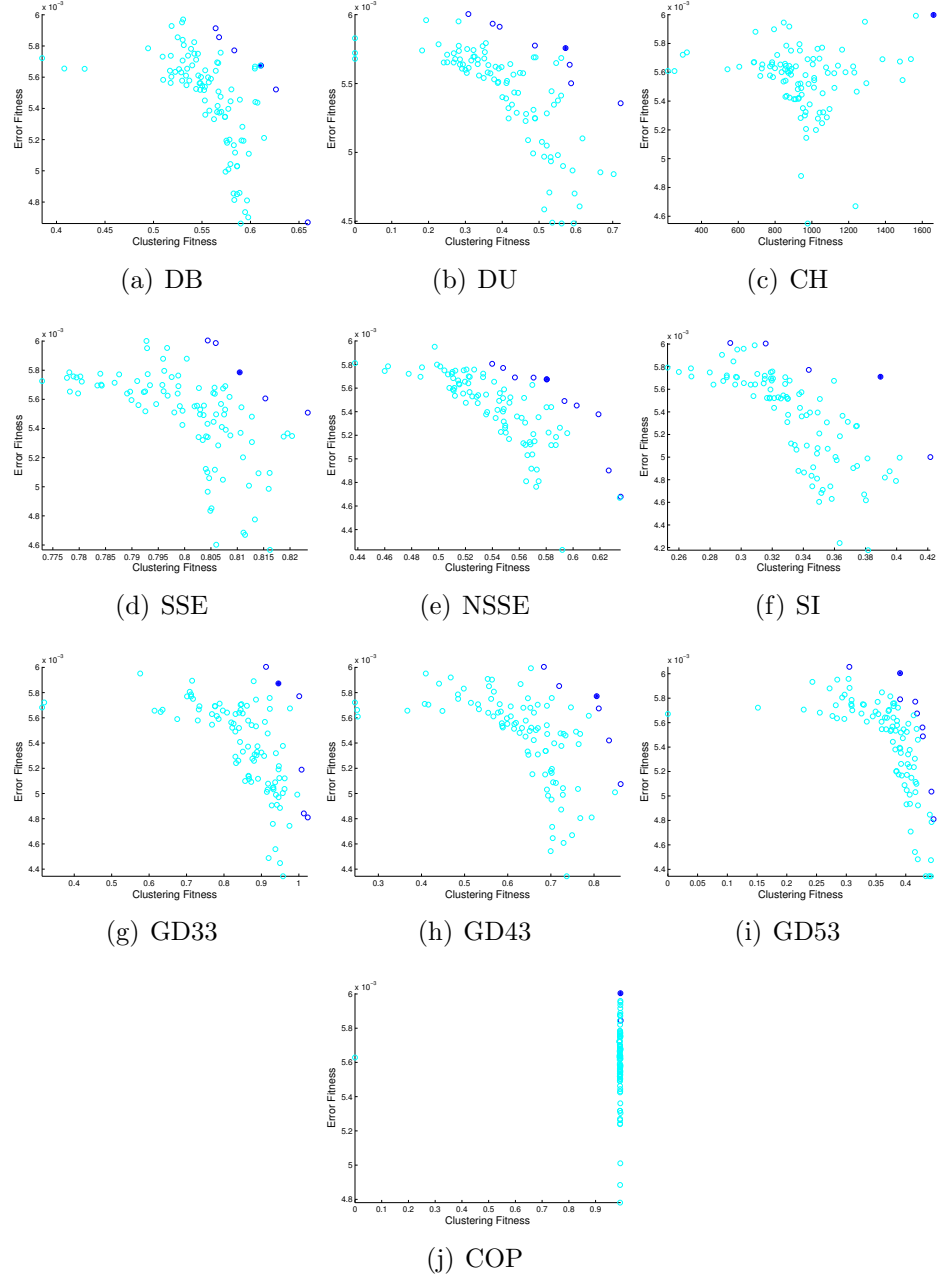 x 10⁻³ x 10⁻³ x 10⁻³
6 6 6
5.8 5.8
5.6 5.5 5.6
5.4 5.4
5.2 5 5.2
5 5
4.8 4.8
4.5 4.6
Error Fitness Error Fitness Error Fitness
0.4 0.45 0.5 0.55 0.6 0.65 0 0.1 0.2 0.3 0.4 0.5 0.6 0.7 400 600 800 1000 1200 1400 1600
Clustering Fitness Clustering Fitness Clustering Fitness
(a) DB (b) DU (c) CH
x 10⁻³ x 10⁻³ x 10⁻³
6 6 6
5.8 5.8 5.8
5.6 5.6 5.6
5.4 5.4 5.4
5.2 5.2 5.2
5 5 5
4.8 4.8 4.8
4.6 4.6 4.6
4.4 4.4
4.2
Error Fitness Error Fitness Error Fitness
0.775 0.78 0.785 0.79 0.795 0.8 0.805 0.81 0.815 0.82 0.44 0.46 0.48 0.5 0.52 0.54 0.56 0.58 0.6 0.62 0.26 0.28 0.3 0.32 0.34 0.36 0.38 0.4 0.42
Clustering Fitness Clustering Fitness Clustering Fitness
(d) SSE (e) NSSE (f) SI
x 10⁻³ x 10⁻³ x 10⁻³
6 6 6
5.8 5.8 5.8
5.6 5.6 5.6
5.4 5.4 5.4
5.2 5.2 5.2
5 5 5
4.8 4.8 4.8
4.6 4.6 4.6
4.4 4.4 4.4
Error Fitness Error Fitness Error Fitness
0.4 0.5 0.6 0.7 0.8 0.9 1 0.3 0.4 0.5 0.6 0.7 0.8 0 0.05 0.1 0.15 0.2 0.25 0.3 0.35 0.4
Clustering Fitness Clustering Fitness Clustering Fitness
(g) GD33 (h) GD43 (i) GD53
x 10⁻³
6
5.8
5.6
5.4
5.2
5
4.8
Error Fitness
0 0.1 0.2 0.3 0.4 0.5 0.6 0.7 0.8 0.9
Clustering Fitness
(j) COP